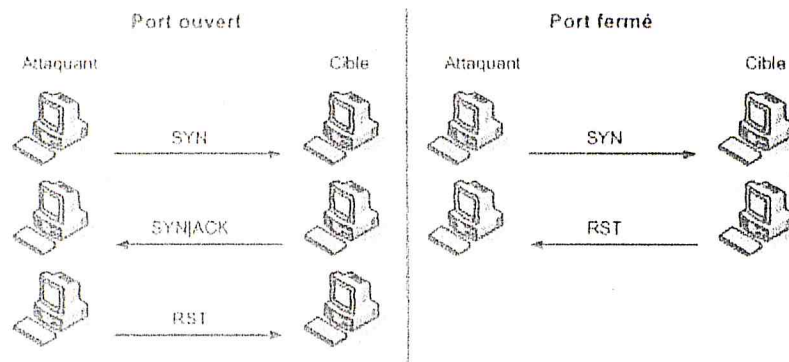 Port ouvert
Attaquant
Cible
SYN
SYN|ACK
RST
Port fermé
Attaquant
Cible
SYN
RST